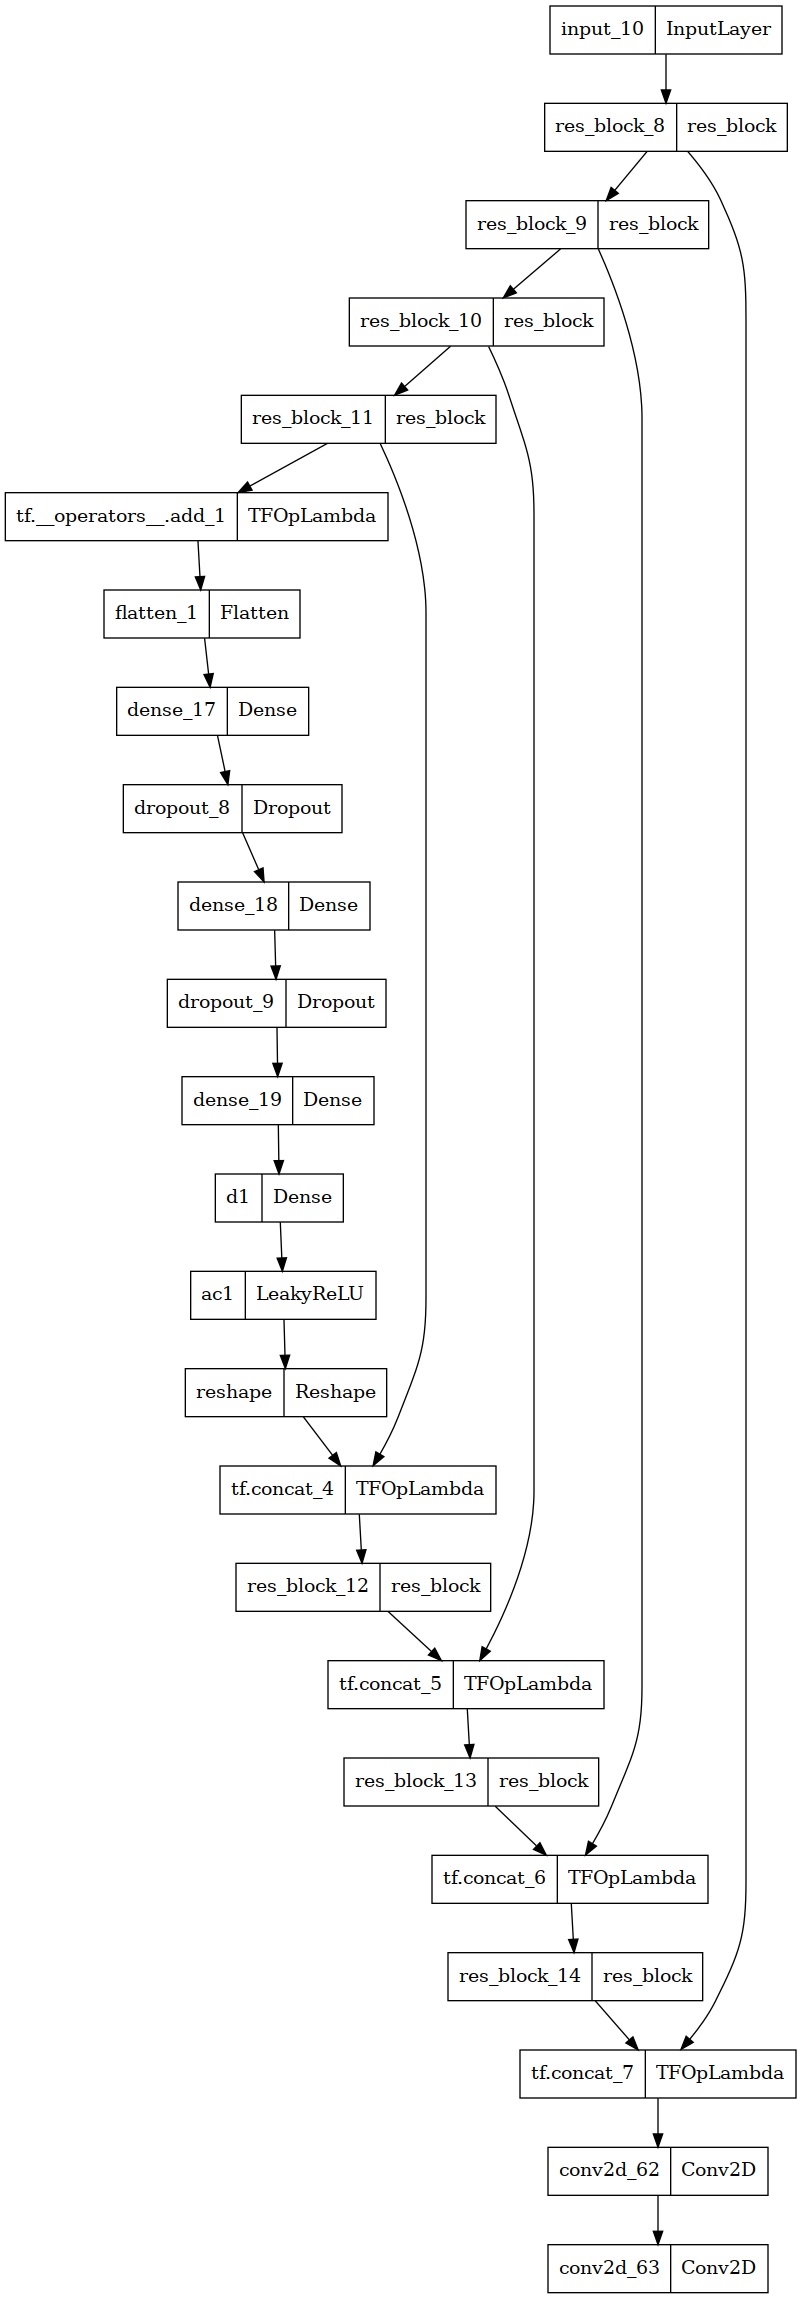 input_10 InputLayer
res_block_8 res_block
res_block_9 res_block
res_block_10 res_block
res_block_11 res_block
tf.__operators__.add_1 TFOpLambda
flatten_1 Flatten
dense_17 Dense
dropout_8 Dropout
dense_18 Dense
dropout_9 Dropout
dense_19 Dense
d1 Dense
ac1 LeakyReLU
reshape Reshape
tf.concat_4 TFOpLambda
res_block_12 res_block
tf.concat_5 TFOpLambda
res_block_13 res_block
tf.concat_6 TFOpLambda
res_block_14 res_block
tf.concat_7 TFOpLambda
conv2d_62 Conv2D
conv2d_63 Conv2D